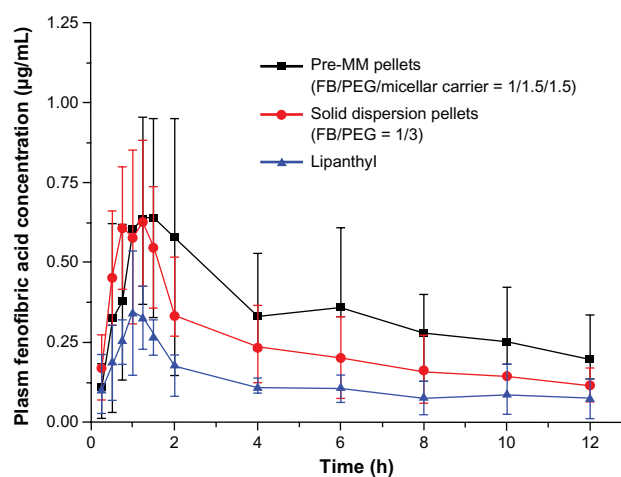 Plasm fenofibric acid concentration (µg/mL)
1.25
1.00
0.75
0.50
0.25
0.00
Pre-MM pellets
(FB/PEG/micellar carrier = 1/1.5/1.5)
Solid dispersion pellets
(FB/PEG = 1/3)
Lipanthyl
0 2 4 6 8 10 12
Time (h)